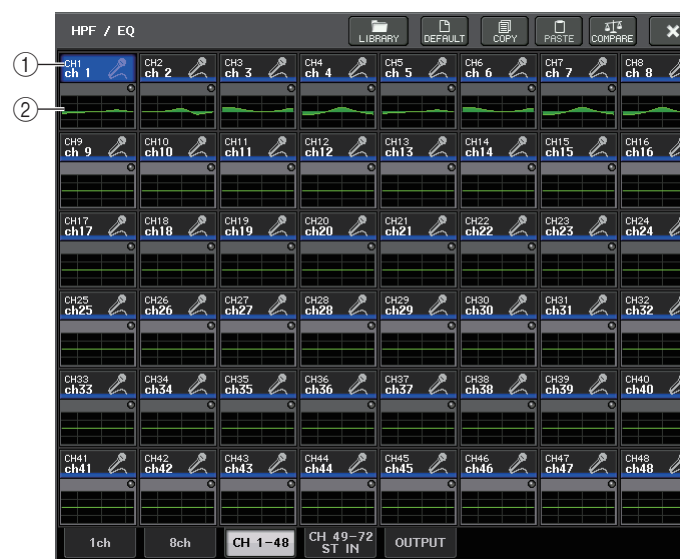 HPF / EQ LIBRARY DEFAULT COPY PASTE COMPARE ×
① CH1 CH2 CH3 CH4 CH5 CH6 CH7 CH8
ch 1 ch 2 ch 3 ch 4 ch 5 ch 6 ch 7 ch 8
②
CH9 CH10 CH11 CH12 CH13 CH14 CH15 CH16
ch 9 ch10 ch11 ch12 ch13 ch14 ch15 ch16
CH17 CH18 CH19 CH20 CH21 CH22 CH23 CH24
ch17 ch18 ch19 ch20 ch21 ch22 ch23 ch24
CH25 CH26 CH27 CH28 CH29 CH30 CH31 CH32
ch25 ch26 ch27 ch28 ch29 ch30 ch31 ch32
CH33 CH34 CH35 CH36 CH37 CH38 CH39 CH40
ch33 ch34 ch35 ch36 ch37 ch38 ch39 ch40
CH41 CH42 CH43 CH44 CH45 CH46 CH47 CH48
ch41 ch42 ch43 ch44 ch45 ch46 ch47 ch48
1ch 8ch CH 1-48 CH 49-72 OUTPUT
ST IN